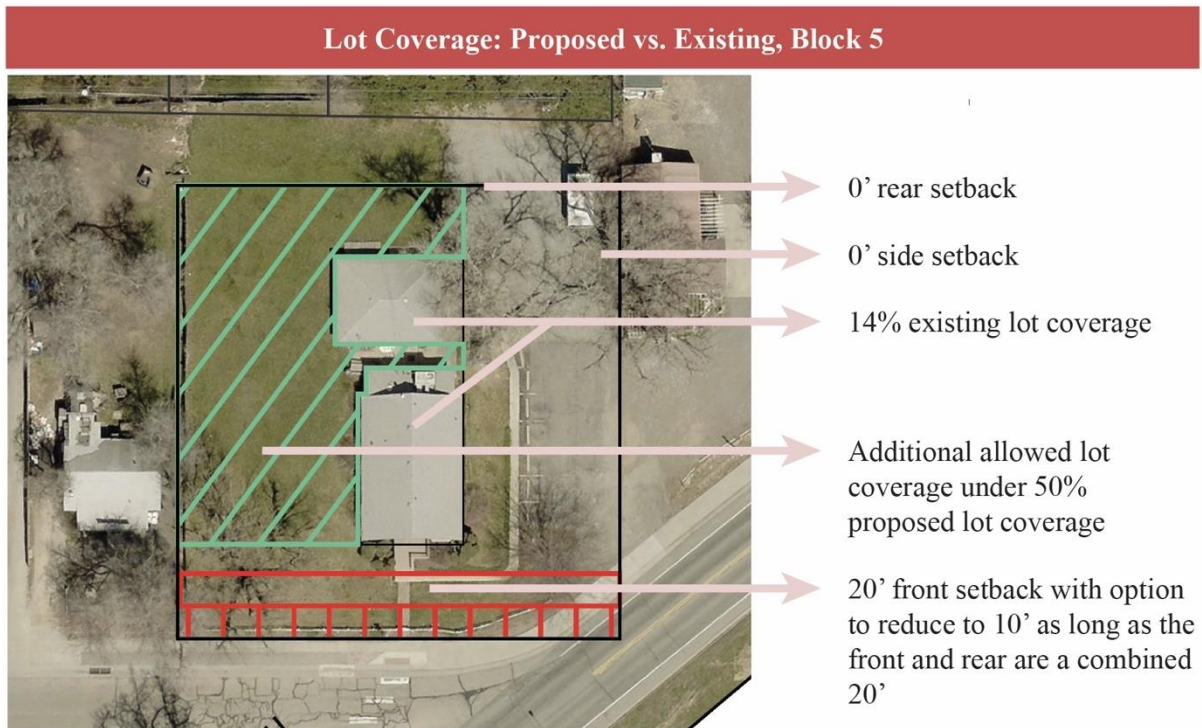 Lot Coverage: Proposed vs. Existing, Block 5
0’ rear setback
0’ side setback
14% existing lot coverage
Additional allowed lot
coverage under 50%
proposed lot coverage
20’ front setback with option
to reduce to 10’ as long as the
front and rear are a combined
20’